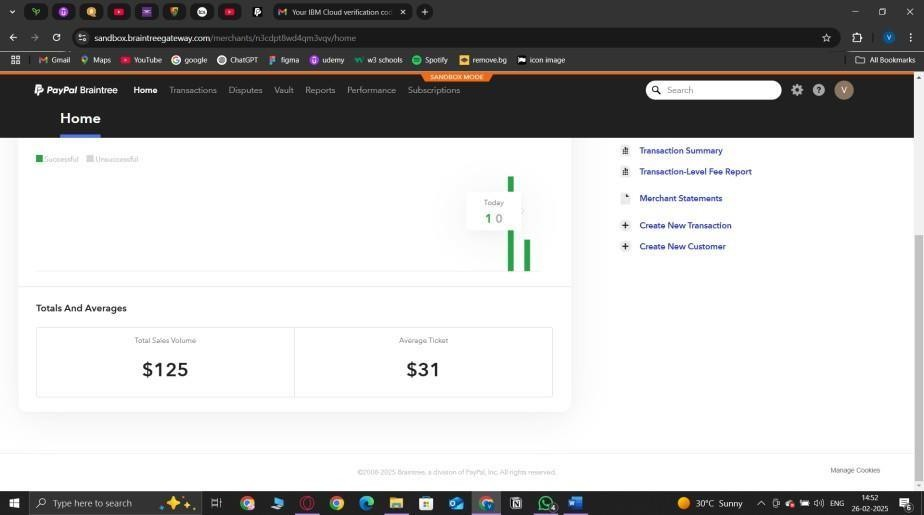 Your IBM Cloud verification co
sandbox.braintreegateway.com/merchants/n3cdpt8wd4qm3vqv/home
Gmail Maps YouTube google ChatGPT figma udemy w3 schools Spotify remove.bg icon image All Bookmarks
SANDBOX MODE
PayPal Braintree Home Transactions Disputes Vault Reports Performance Subscriptions Search V
Home
Successful Unsuccessful
Transaction Summary
Transaction-Level Fee Report
Merchant Statements
Create New Transaction
Create New Customer
Today
1 0
Totals And Averages
Total Sales Volume Average Ticket
$125 $31
©2008-2025 Braintree, a division of PayPal, Inc. All rights reserved.
Manage Cookies
Type here to search
30°C Sunny
ENG
14:52
26-02-2025